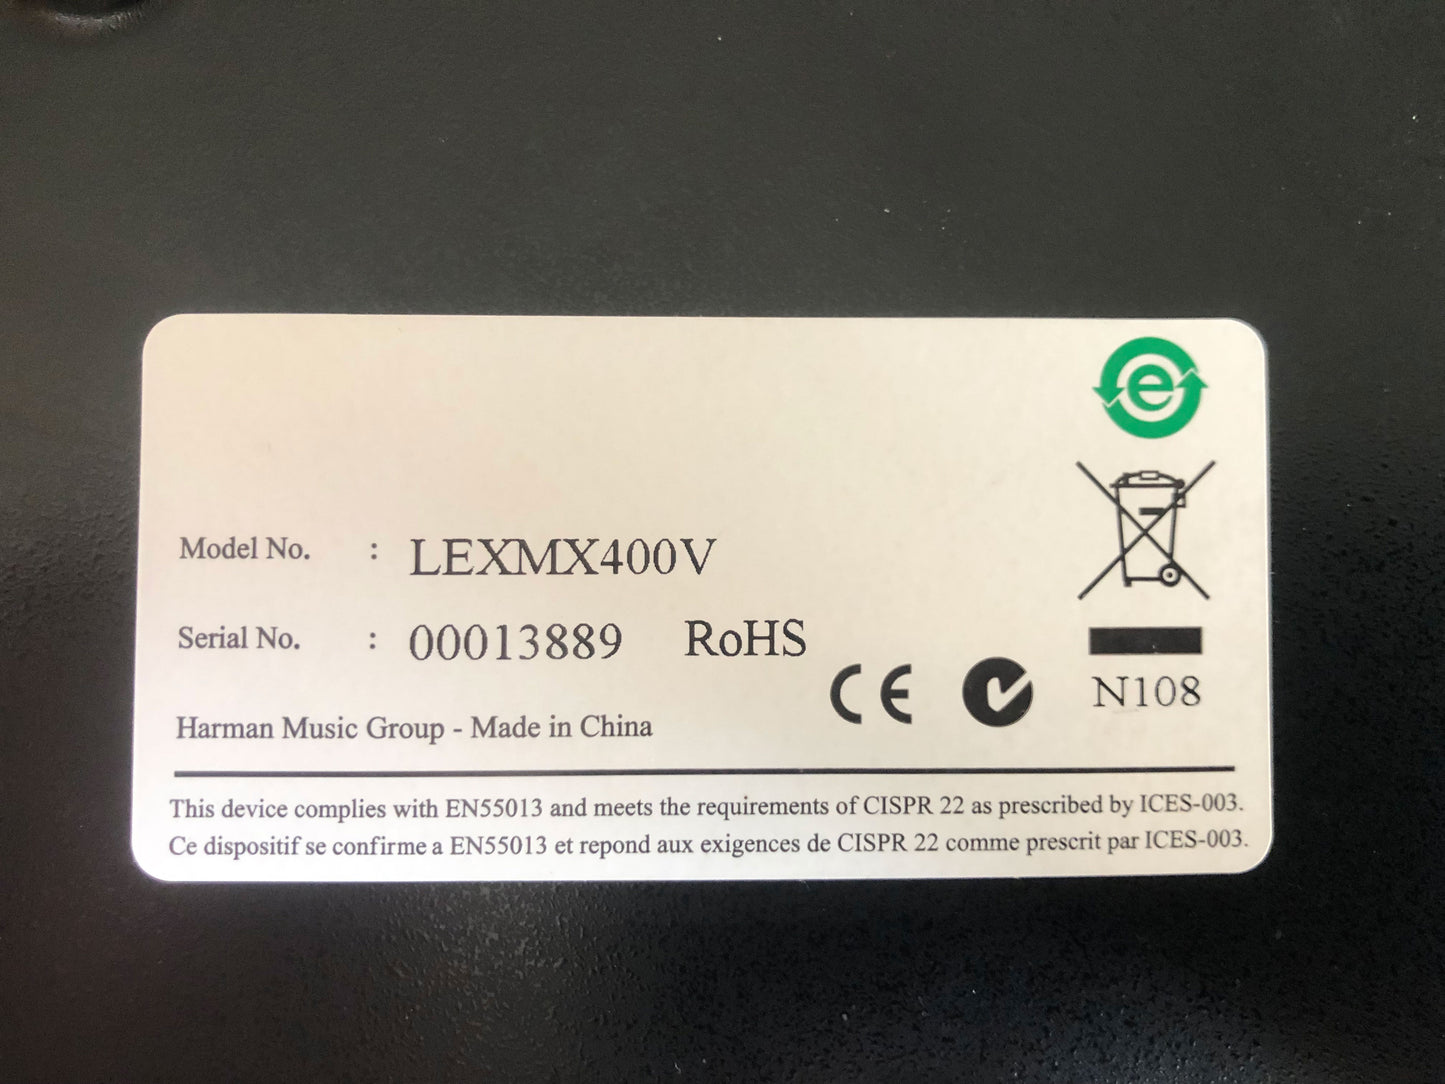 e
Model No. : LEXMX400V
Serial No. : 00013889 RoHS
CE
N108
Harman Music Group - Made in China
This device complies with EN55013 and meets the requirements of CISPR 22 as prescribed by ICES-003.
Ce dispositif se confirme a EN55013 et repond aux exigences de CISPR 22 comme prescrit par ICES-003.